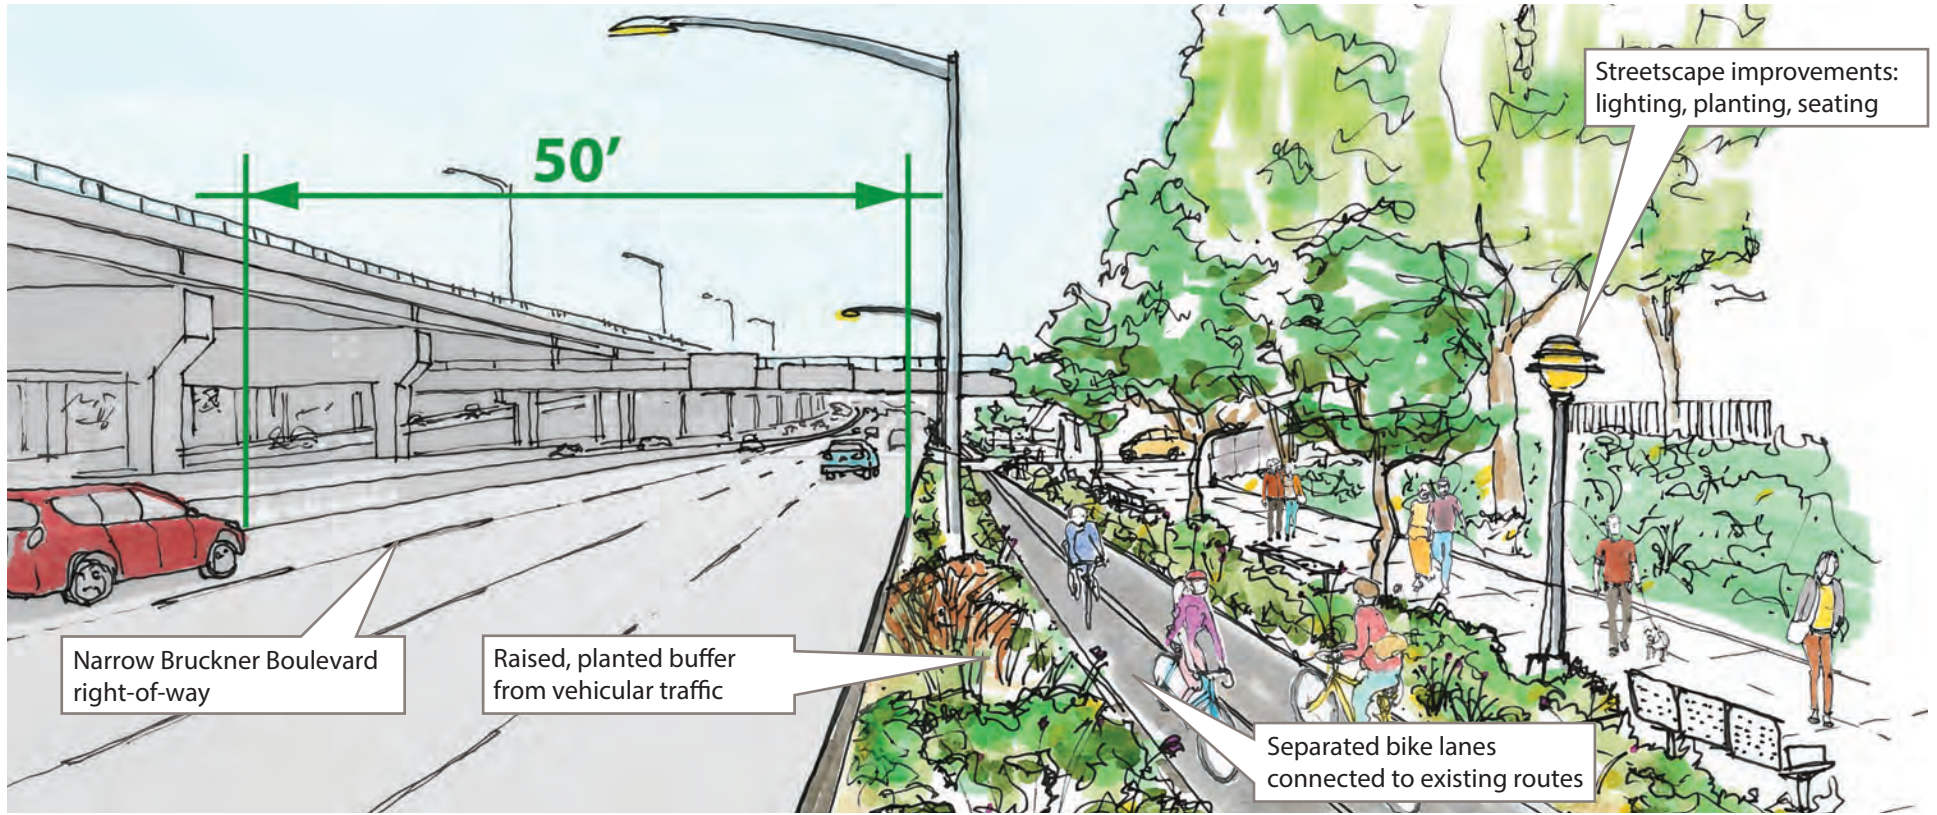 50’
Streetscape improvements:
lighting, planting, seating
Narrow Bruckner Boulevard
right-of-way
Raised, planted buffer
from vehicular traffic
Separated bike lanes
connected to existing routes